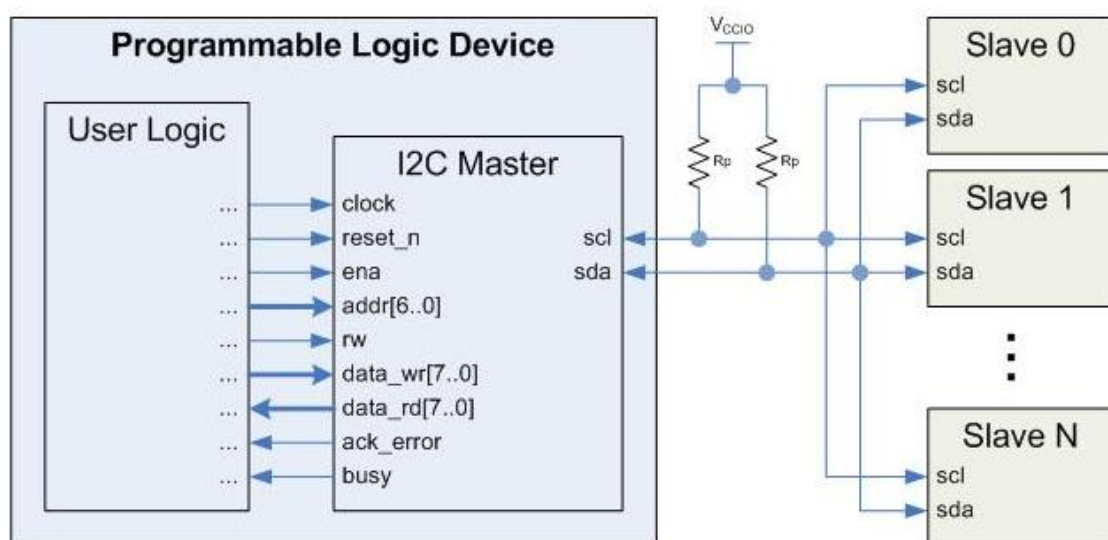 Programmable Logic Device
User Logic
...
...
...
...
...
...
...
...
...
I2C Master
clock
reset_n
ena
addr[6..0]
rw
data_wr[7..0]
data_rd[7..0]
ack_error
busy
scl
sda
VCCIO
Rp
Rp
Slave 0
scl
sda
Slave 1
scl
sda
Slave N
scl
sda